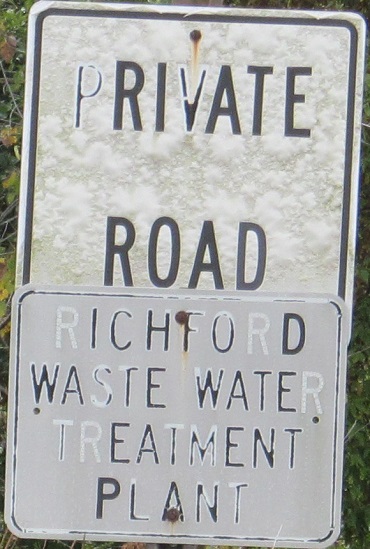 PRIVATE
ROAD
RICHFORD
WASTE WATER
TREATMENT
PLANT